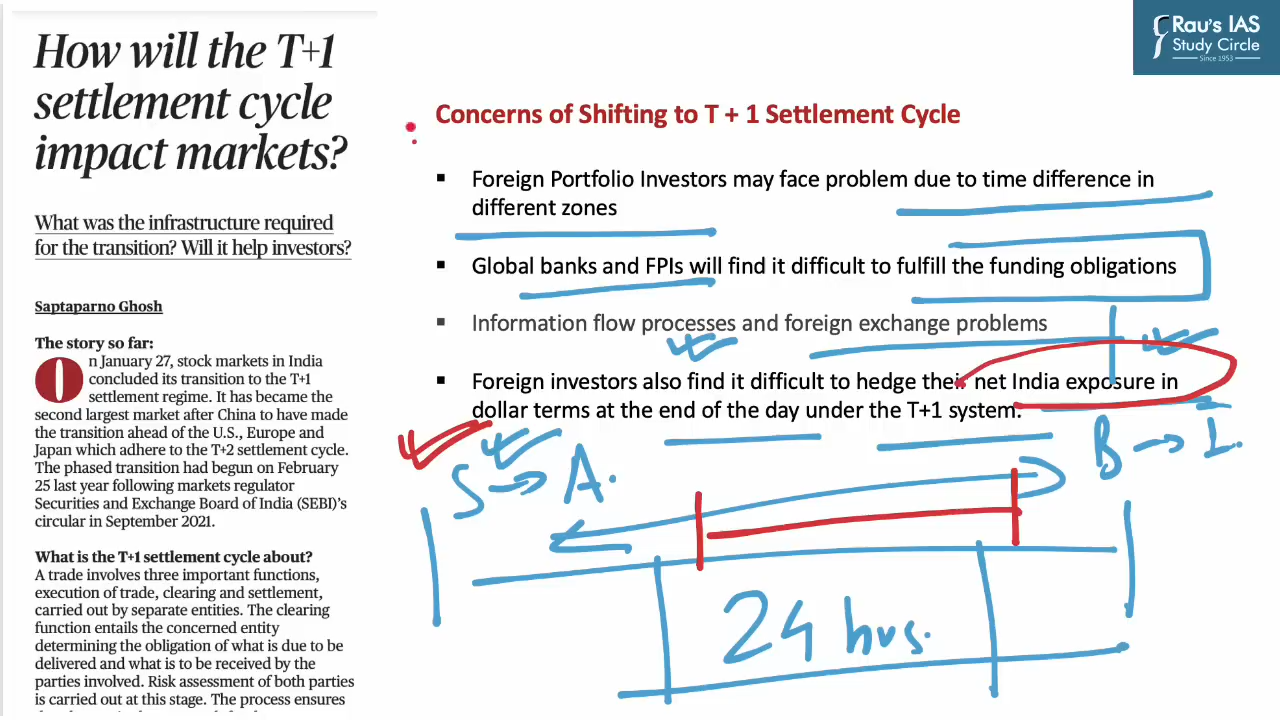 How will the T+1
settlement cycle
impact markets?
What was the infrastructure required
for the transition? Will it help investors?
Saptaparno Ghosh
The story so far:
On January 27, stock markets in India
concluded its transition to the T+1
settlement regime. It has became the
second largest market after China to have made
the transition ahead of the U.S., Europe and
Japan which adhere to the T+2 settlement cycle.
The phased transition had begun on February
25 last year following markets regulator
Securities and Exchange Board of India (SEBI)'s
circular in September 2021.
What is the T+1 settlement cycle about?
A trade involves three important functions,
execution of trade, clearing and settlement,
carried out by separate entities. The clearing
function entails the concerned entity
determining the obligation of what is due to be
delivered and what is to be received by the
parties involved. Risk assessment of both parties
is carried out at this stage. The process ensures
Rau's IAS
Study Circle
Since 1953
Concerns of Shifting to T + 1 Settlement Cycle
▪ Foreign Portfolio Investors may face problem due to time difference in
different zones
▪ Global banks and FPIs will find it difficult to fulfill the funding obligations
▪ Information flow processes and foreign exchange problems
▪ Foreign investors also find it difficult to hedge their net India exposure in
dollar terms at the end of the day under the T+1 system.
S → A.
B → I.
24 hrs.